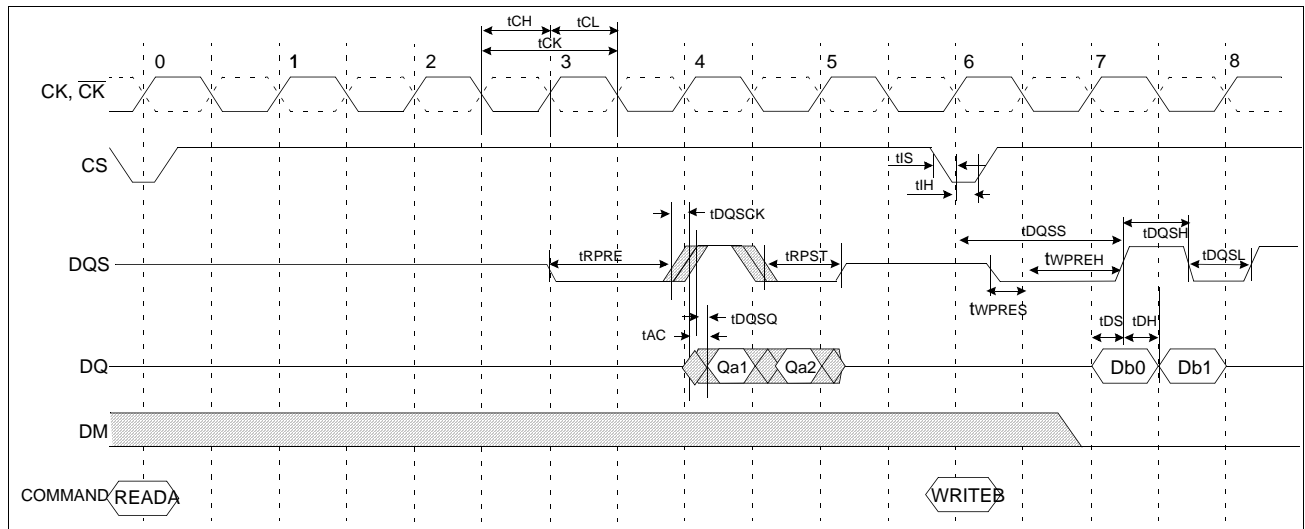 tCH tCL
tCK
0 1 2 3 4 5 6 7 8
CK, CK
CS
tIS
tIH
tDQSCK
tDQSS
tDQSH
DQS
tRPRE
tRPST
tWPREH
tDQSL
tWPRES
tDQSQ
tDS tDH
tAC
DQ
Qa1 Qa2
Db0 Db1
DM
COMMAND
READA
WRITEB